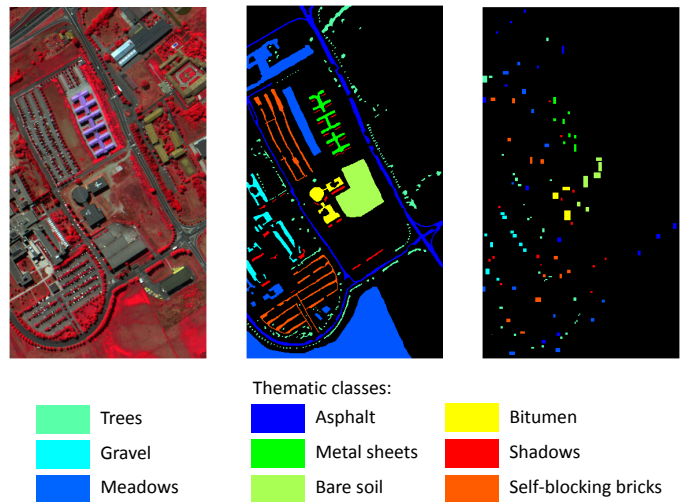 Thematic classes:
Trees
Asphalt
Bitumen
Gravel
Metal sheets
Shadows
Meadows
Bare soil
Self-blocking bricks